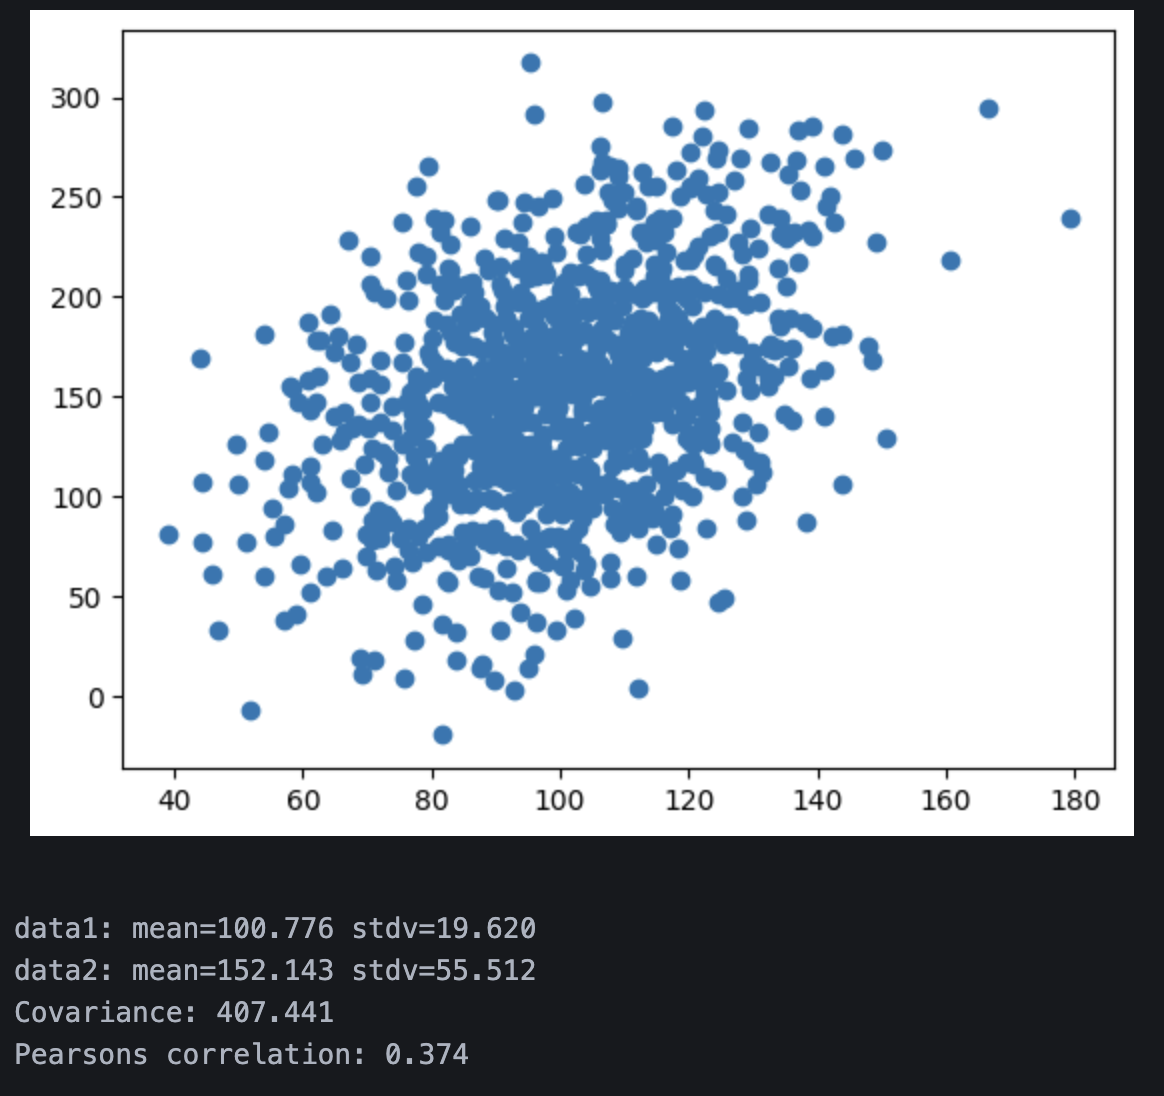 300
250
200
150
100
50
0
40 60 80 100 120 140 160 180
data1: mean=100.776 stdv=19.620
data2: mean=152.143 stdv=55.512
Covariance: 407.441
Pearsons correlation: 0.374